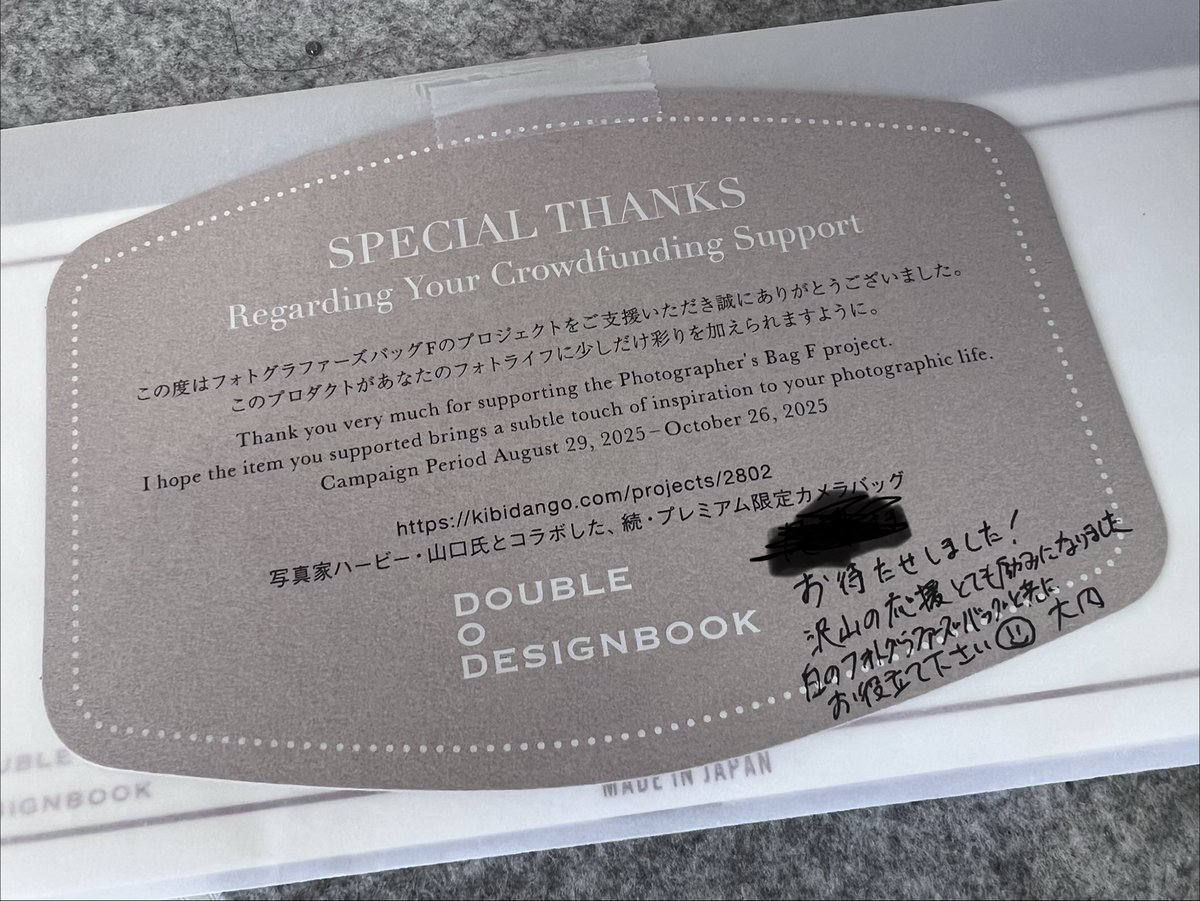 SPECIAL THANKS
Regarding Your Crowdfunding Support
この度はフォトグラファーズバッグFのプロジェクトをご支援いただき誠にありがとうございました。
このプロダクトがあなたのフォトライフに少しだけ彩りを加えられますように。
Thank you very much for supporting the Photographer's Bag F project.
I hope the item you supported brings a subtle touch of inspiration to your photographic life.
Campaign Period August 29, 2025 – October 26, 2025
https://kibidango.com/projects/2802
写真家ハービー・山口氏とコラボした、続・プレミアム限定カメラバッグ
DOUBLE
O
DESIGNBOOK
お待たせしました!
沢山の応援とても励みになりました
白のフォトグラファーズバッグと共に
お役立て下さい
大内
UBLE
SIGNBOOK
MADE IN JAPAN